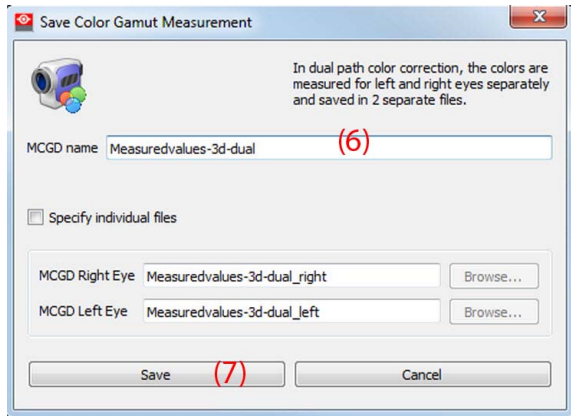 Save Color Gamut Measurement
In dual path color correction, the colors are
measured for left and right eyes separately
and saved in 2 separate files.
(6)
MCGD name Measuredvalues-3d-dual
Specify individual files
MCGD Right Eye Measuredvalues-3d-dual_right Browse...
MCGD Left Eye Measuredvalues-3d-dual_left Browse...
Save (7) Cancel